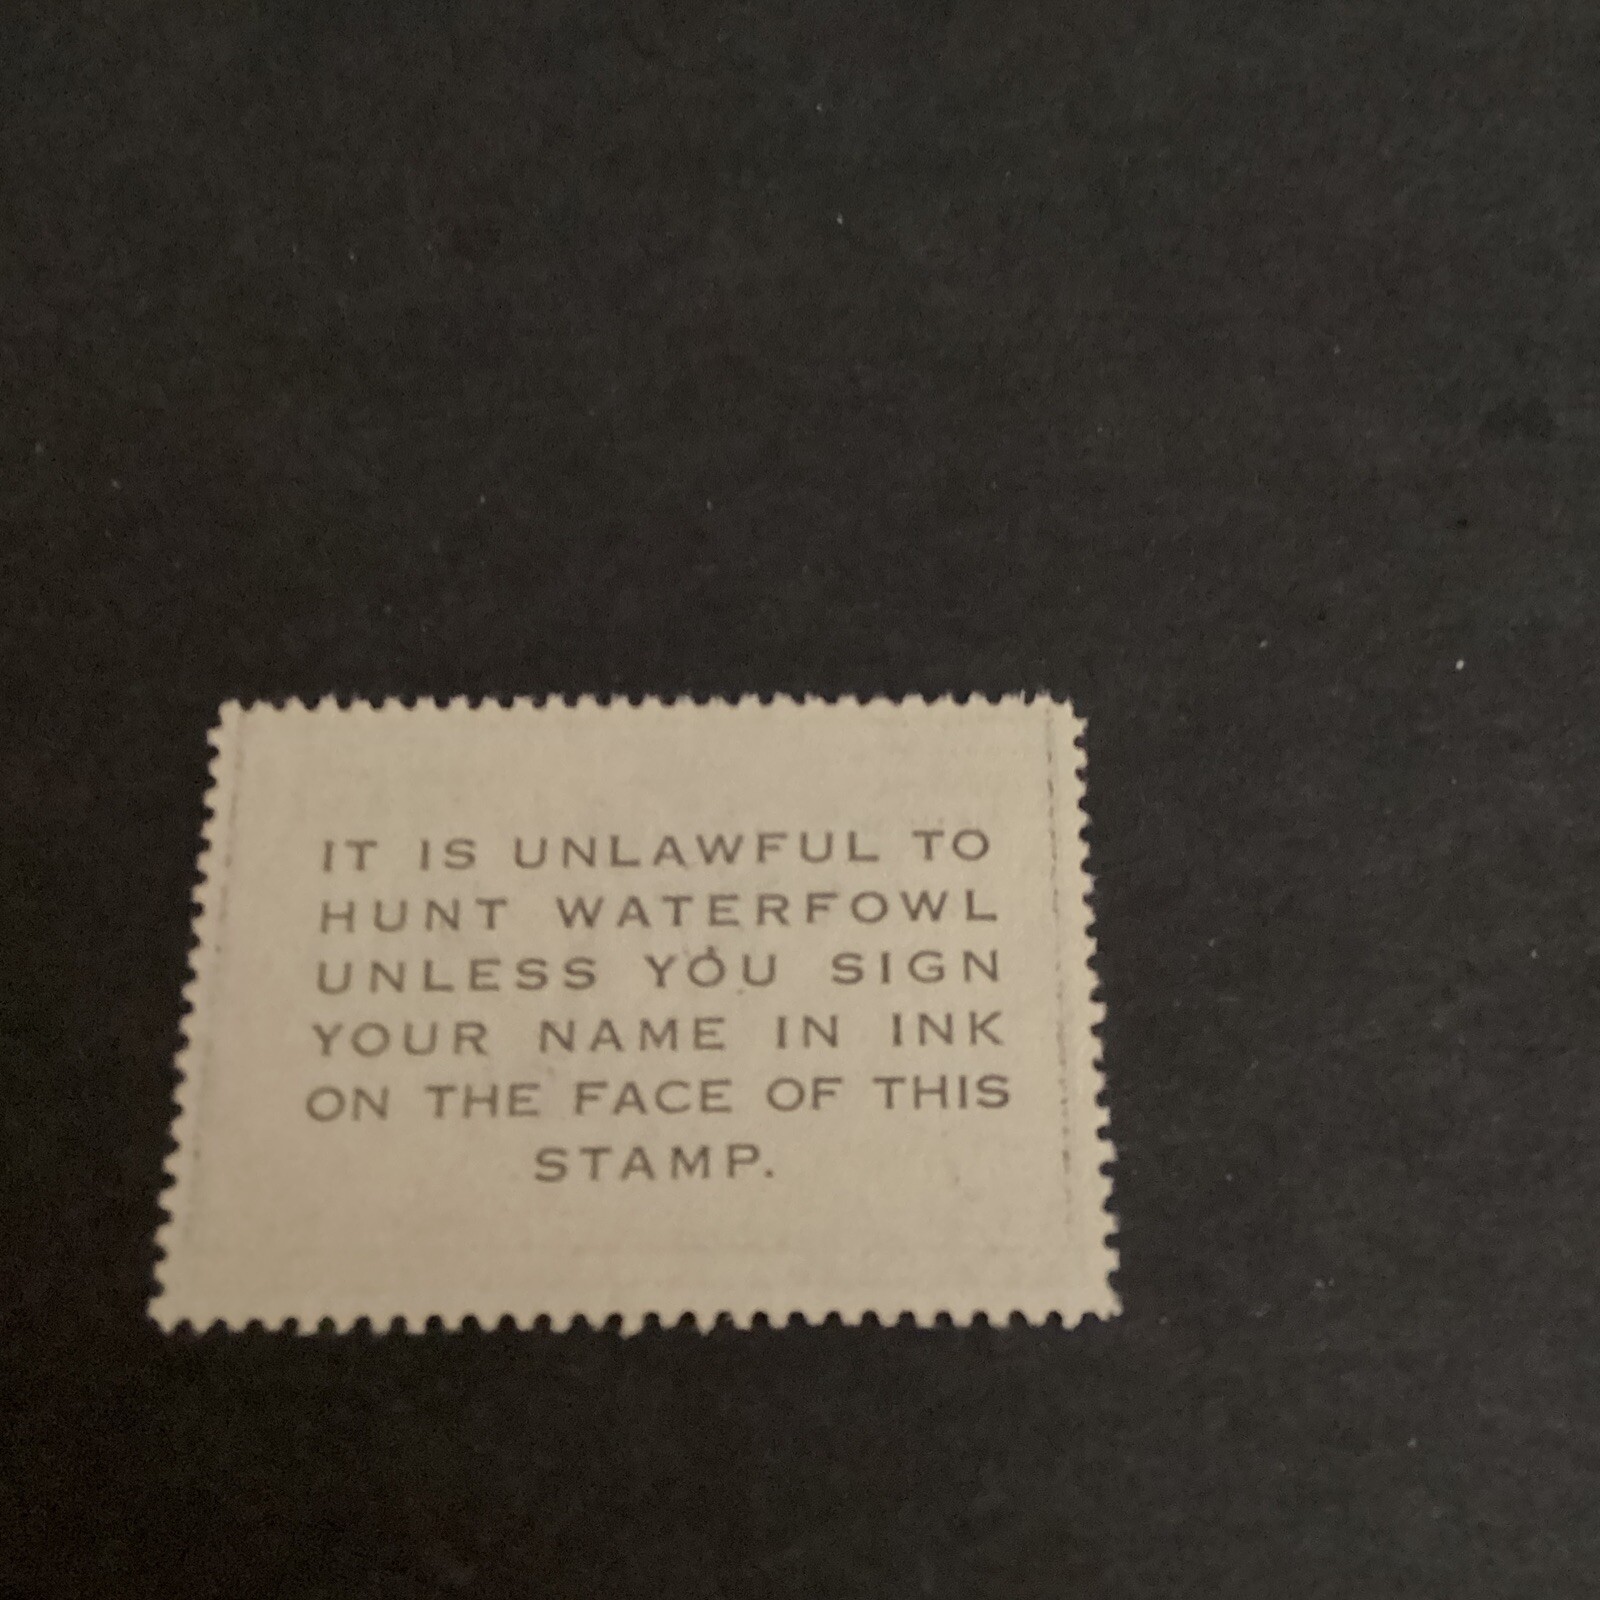 IT IS UNLAWFUL TO
HUNT WATERFOWL
UNLESS YOU SIGN
YOUR NAME IN INK
ON THE FACE OF THIS
STAMP.